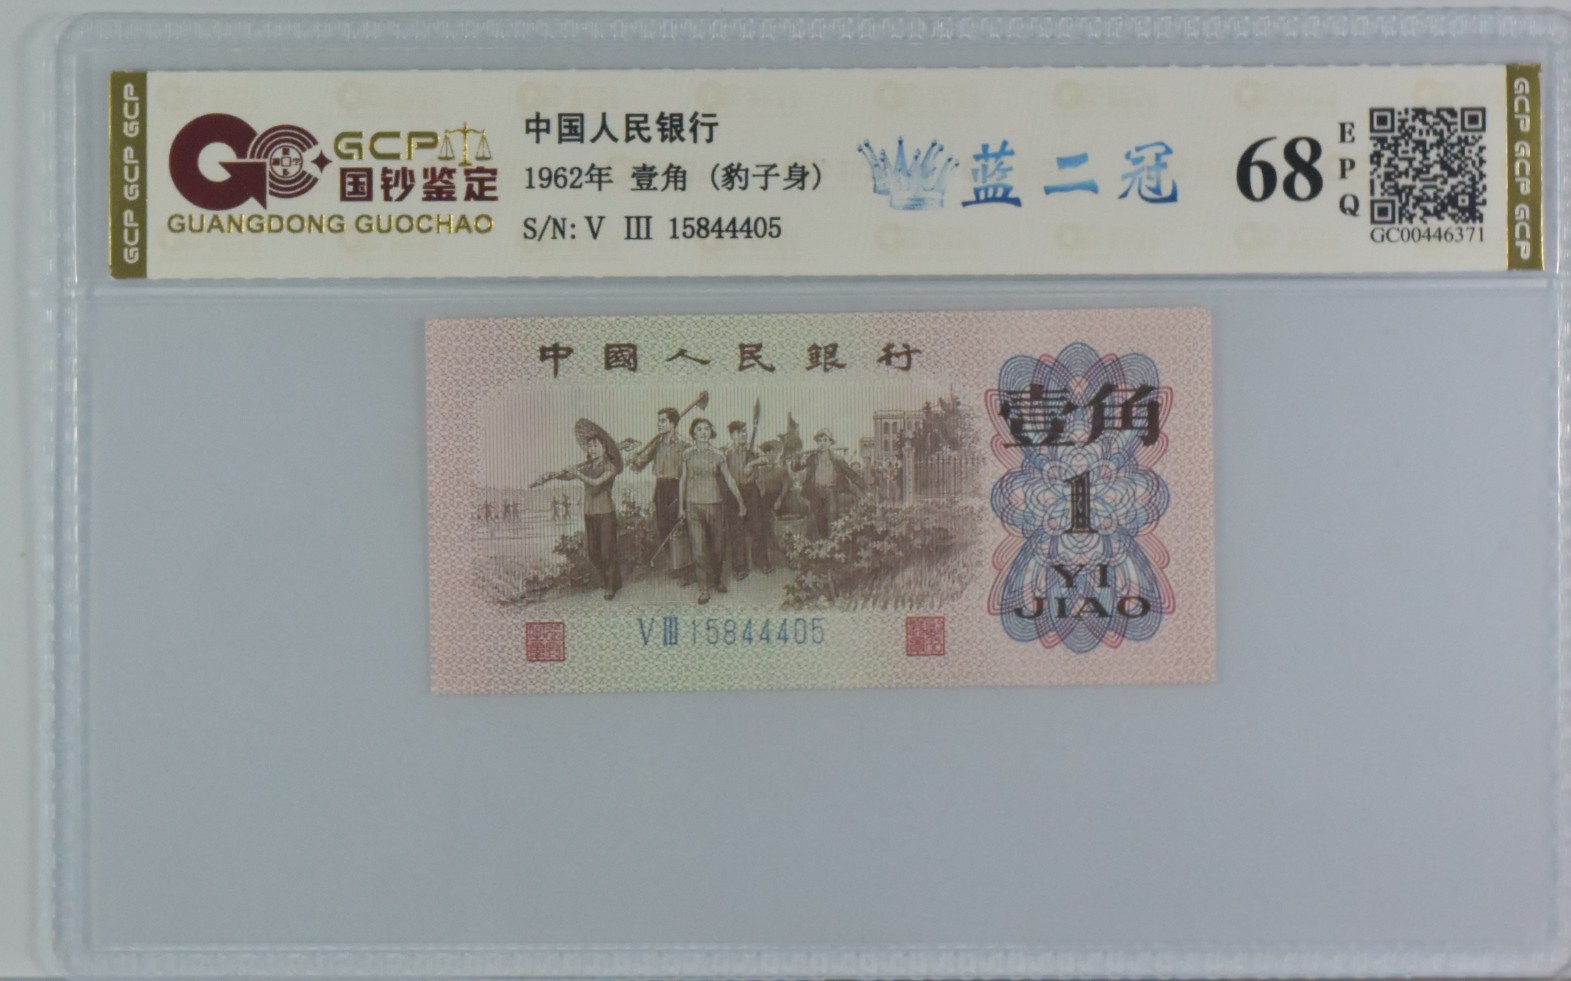 GCP GCP GCP
GCP
国钞鉴定
GUANGDONG GUOCHAO
中国人民银行
1962年 壹角 (豹子身)
S/N: V Ⅲ 15844405
蓝二冠
68
EPQ
GC00446371
GCP GCP GCP
中國人民銀行
壹角
1
YI
JIAO
V Ⅲ 15844405